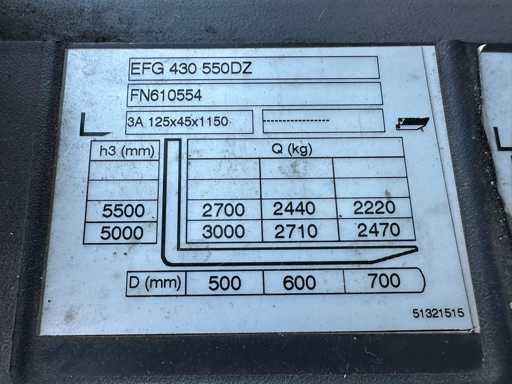 EFG 430 550DZ
FN610554
3A 125x45x1150 -----------------
h3 (mm) Q (kg)
5500 2700 2440 2220
5000 3000 2710 2470
D (mm) 500 600 700
51321515